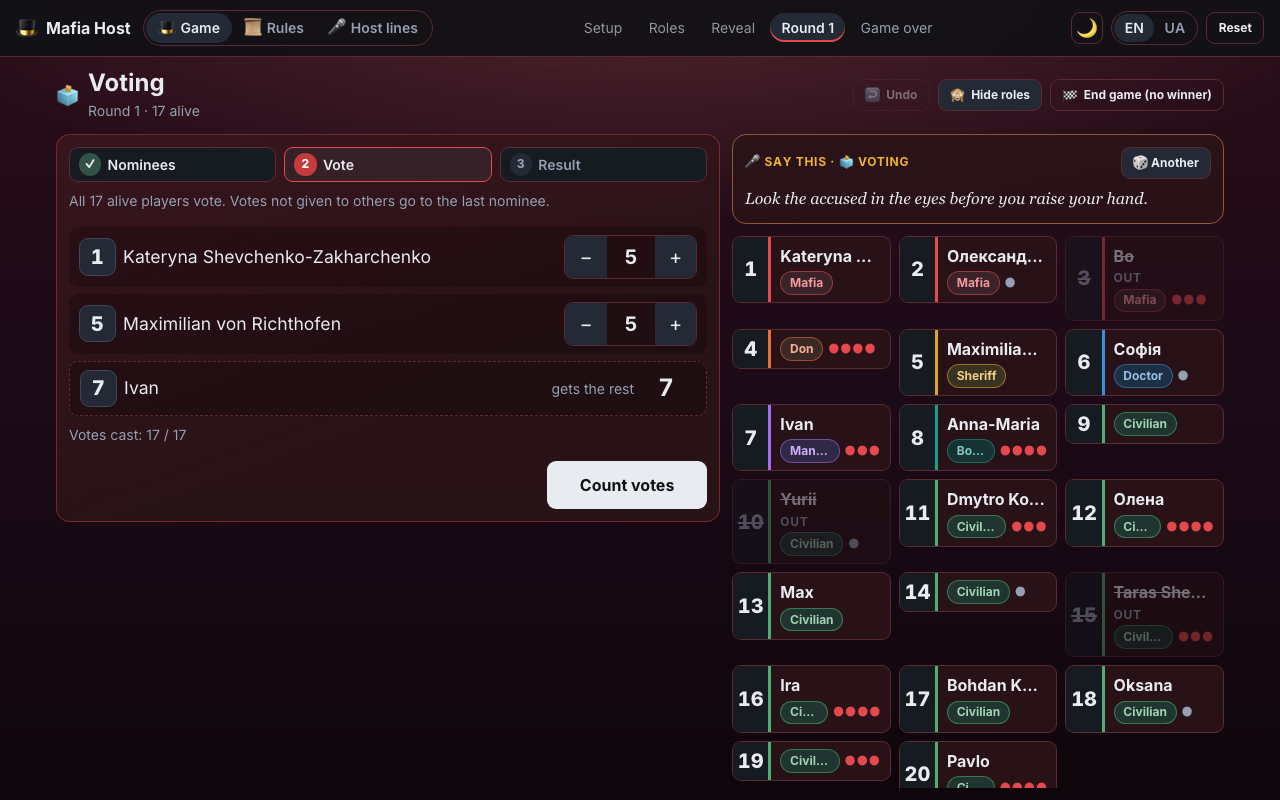 Mafia Host
Game
Rules
Host lines
Setup
Roles
Reveal
Round 1
Game over
EN
UA
Reset
Voting
Round 1 · 17 alive
Undo
Hide roles
End game (no winner)
✓ Nominees
2 Vote
3 Result
All 17 alive players vote. Votes not given to others go to the last nominee.
1 Kateryna Shevchenko-Zakharchenko − 5 +
5 Maximilian von Richthofen − 5 +
7 Ivan gets the rest 7
Votes cast: 17 / 17
Count votes
SAY THIS · VOTING
Another
Look the accused in the eyes before you raise your hand.
1 Kateryna ...
Mafia
2 Олександ...
Mafia
3 Bo
OUT
Mafia
4 Don
5 Maximilia...
Sheriff
6 Софія
Doctor
7 Ivan
Man...
8 Anna-Maria
Bo...
9 Civilian
10 Yurii
OUT
Civilian
11 Dmytro Ko...
Civil...
12 Олена
Ci...
13 Max
Civilian
14 Civilian
15 Taras She...
OUT
Civil...
16 Ira
Ci...
17 Bohdan K...
Civilian
18 Oksana
Civilian
19 Civil...
20 Pavlo
Ci...